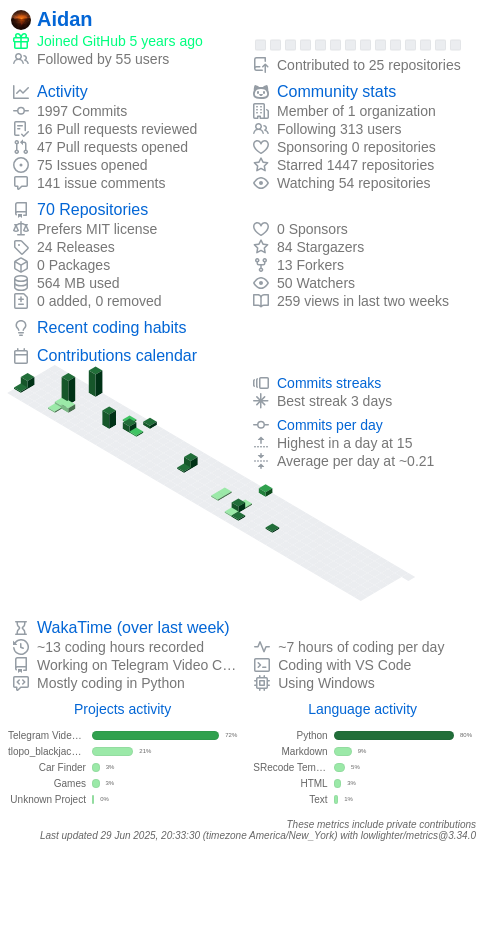 Aidan
Joined GitHub 5 years ago
Followed by 55 users
Contributed to 25 repositories
Activity
1997 Commits
16 Pull requests reviewed
47 Pull requests opened
75 Issues opened
141 issue comments
Community stats
Member of 1 organization
Following 313 users
Sponsoring 0 repositories
Starred 1447 repositories
Watching 54 repositories
70 Repositories
Prefers MIT license
24 Releases
0 Packages
564 MB used
0 added, 0 removed
0 Sponsors
84 Stargazers
13 Forkers
50 Watchers
259 views in last two weeks
Recent coding habits
Contributions calendar
Commits streaks
Best streak 3 days
Commits per day
Highest in a day at 15
Average per day at ~0.21
WakaTime (over last week)
~13 coding hours recorded
Working on Telegram Video C…
Mostly coding in Python
~7 hours of coding per day
Coding with VS Code
Using Windows
Projects activity
Telegram Vide… 72%
tlopo_blackjac… 21%
Car Finder 3%
Games 3%
Unknown Project 0%
Language activity
Python 80%
Markdown 9%
SRecode Tem… 5%
HTML 3%
Text 1%
These metrics include private contributions
Last updated 29 Jun 2025, 20:33:30 (timezone America/New_York) with lowlighter/metrics@3.34.0